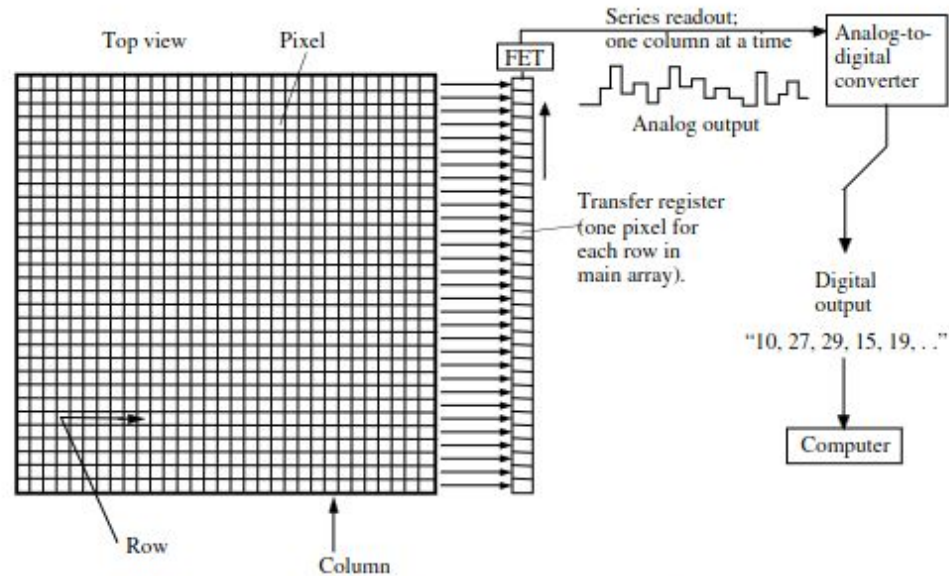 Top view
Pixel
FET
Series readout;
one column at a time
Analog-to-
digital
converter
Analog output
Transfer register
(one pixel for
each row in
main array).
Digital
output
“10, 27, 29, 15, 19, . .”
Computer
Row
Column